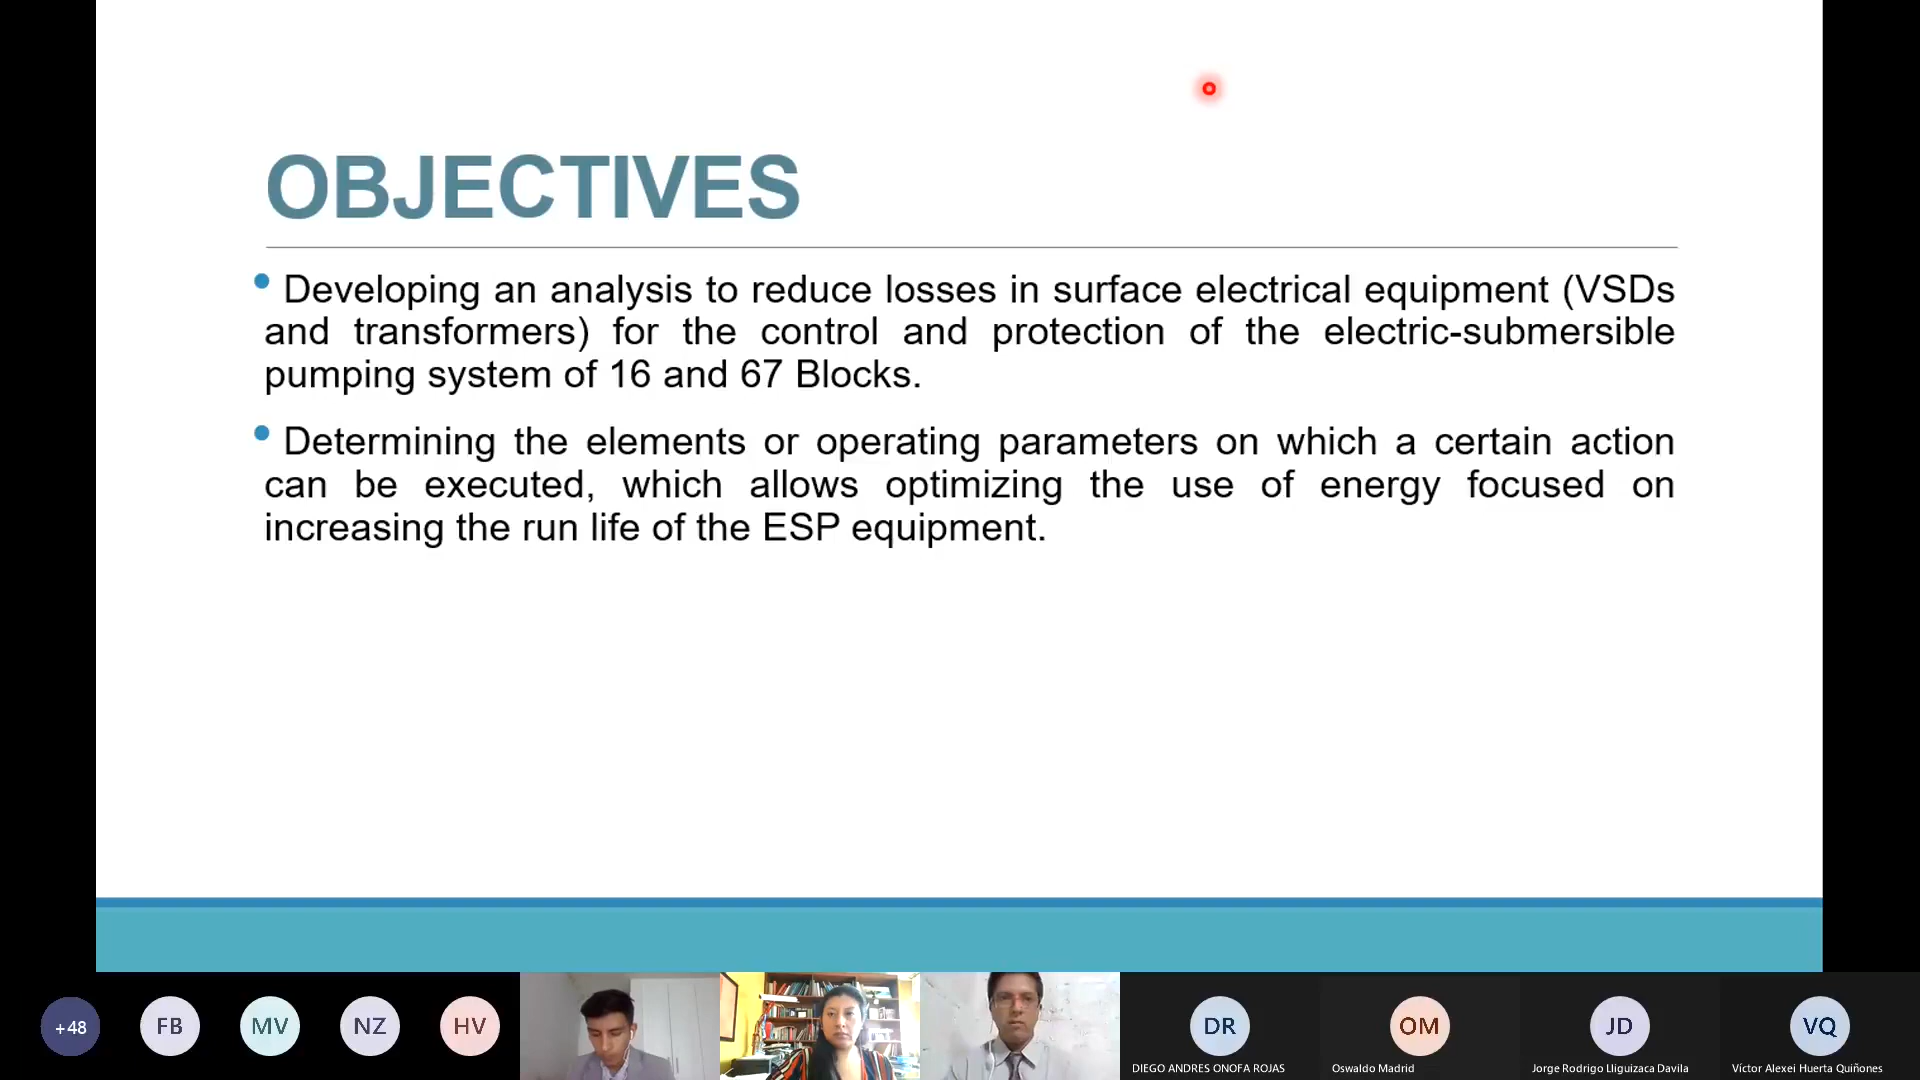 OBJECTIVES
• Developing an analysis to reduce losses in surface electrical equipment (VSDs
and transformers) for the control and protection of the electric-submersible
pumping system of 16 and 67 Blocks.
• Determining the elements or operating parameters on which a certain action
can be executed, which allows optimizing the use of energy focused on
increasing the run life of the ESP equipment.
+48
FB
MV
NZ
HV
DR
OM
JD
VQ
DIEGO ANDRES ONOFA ROJAS
Oswaldo Madrid
Jorge Rodrigo Lliguizaca Davila
Víctor Alexei Huerta Quiñones